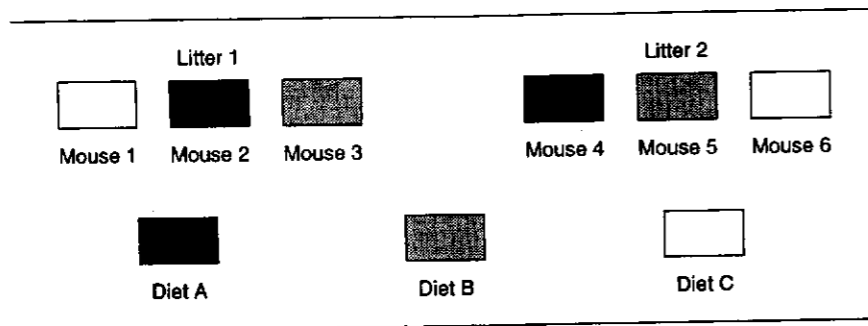 Litter 1 Litter 2
Mouse 1 Mouse 2 Mouse 3 Mouse 4 Mouse 5 Mouse 6
Diet A Diet B Diet C